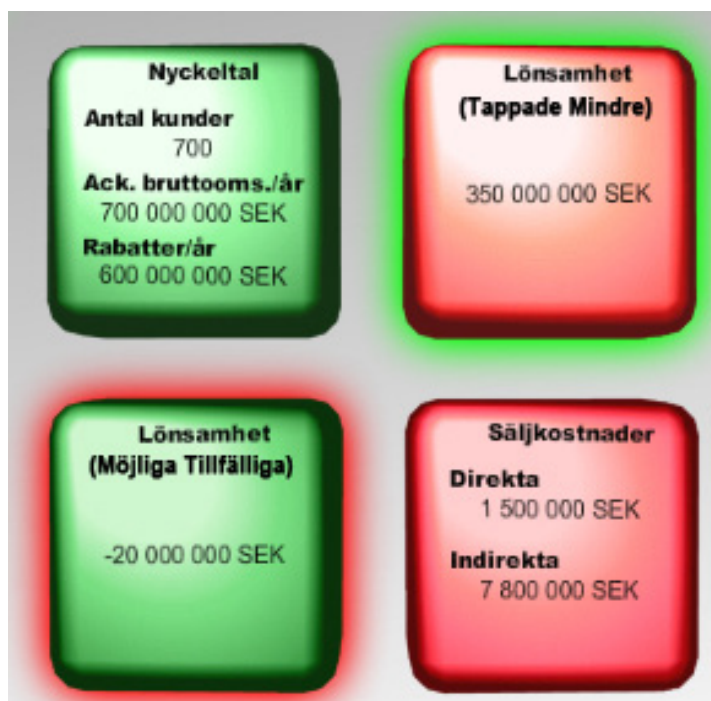 Nyckeltal
Antal kunder
700
Ack. bruttooms./år
700 000 000 SEK
Rabatter/år
600 000 000 SEK
Lönsamhet
(Tappade Mindre)
350 000 000 SEK
Lönsamhet
(Möjliga Tillfälliga)
-20 000 000 SEK
Säljkostnader
Direkta
1 500 000 SEK
Indirekta
7 800 000 SEK